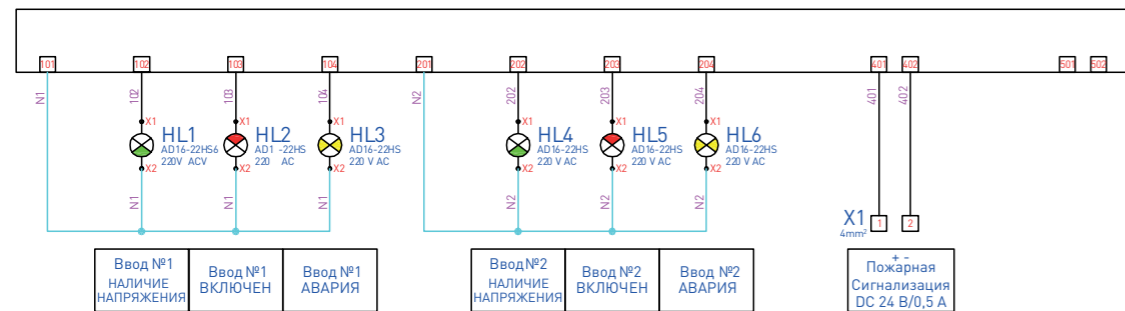 101 102 103 104 201 202 203 204 401 402 501 502
N1 102 103 104 N2 202 203 204 401 402
X1 X1 X1 X1 X1 X1
HL1 HL2 HL3 HL4 HL5 HL6
AD16-22HS6 AD1 -22HS AD16-22HS AD16-22HS AD16-22HS AD16-22HS
220V ACV 220 AC 220 V AC 220 V AC 220 V AC 220 V AC
X2 X2 X2 X2 X2 X2
N1 N1 N1 N2 N2 N2
X1 1 2
4mm²
Ввод №1
НАЛИЧИЕ
НАПРЯЖЕНИЯ
Ввод №1
ВКЛЮЧЕН
Ввод №1
АВАРИЯ
Ввод №2
НАЛИЧИЕ
НАПРЯЖЕНИЯ
Ввод №2
ВКЛЮЧЕН
Ввод №2
АВАРИЯ
+ -
Пожарная
Сигнализация
DC 24 В/0,5 А